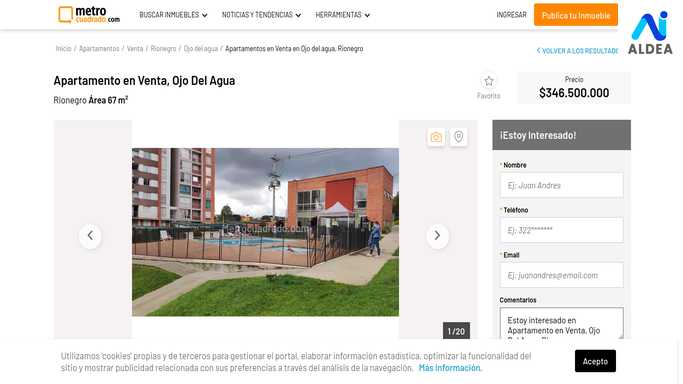 metro
cuadrado.com
BUSCAR INMUEBLES
NOTICIAS Y TENDENCIAS
HERRAMIENTAS
INGRESAR
Publica tu Inmueble
ALDEA
Inicio / Apartamentos / Venta / Rionegro / Ojo del agua / Apartamentos en Venta en Ojo del agua, Rionegro
VOLVER A LOS RESULTAD
Apartamento en Venta, Ojo Del Agua
Rionegro Área 67 m²
Favorito
Precio
$346.500.000
¡Estoy Interesado!
* Nombre
Ej: Juan Andres
* Teléfono
Ej: 322*******
* Email
Ej: juanandres@email.com
Comentarios
Estoy interesado en
Apartamento en Venta, Ojo
metrocuadrado.com
1 / 20
Utilizamos 'cookies' propias y de terceros para gestionar el portal, elaborar información estadística, optimizar la funcionalidad del
sitio y mostrar publicidad relacionada con sus preferencias a través del análisis de la navegación. Más información.
Acepto